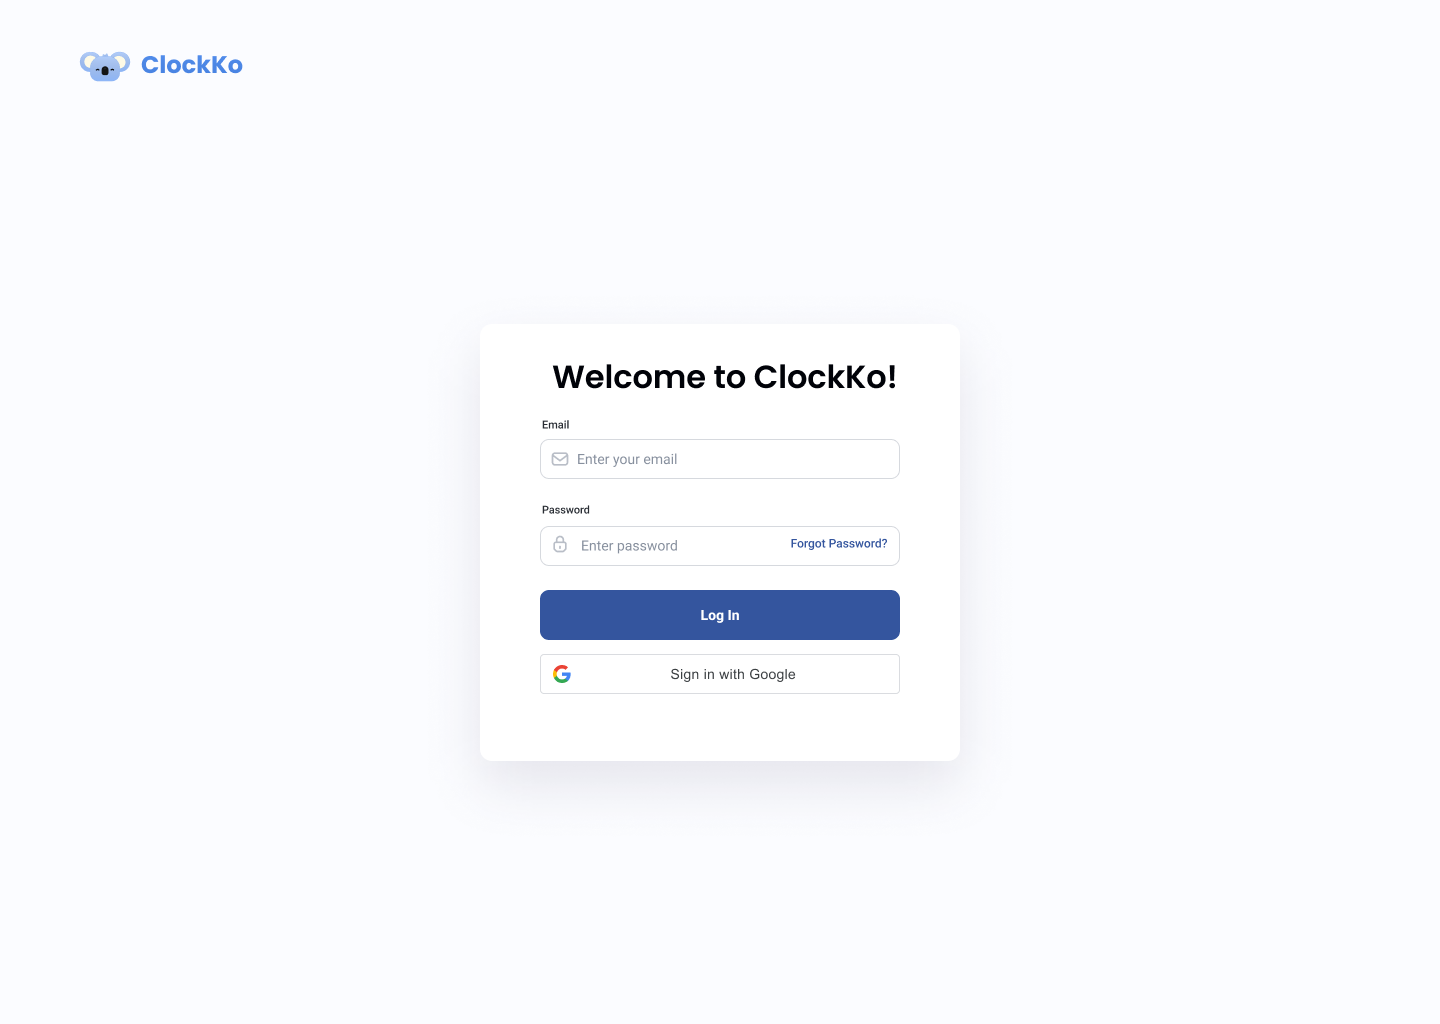 ClockKo
Welcome to ClockKo!
Email
Enter your email
Password
Enter password
Forgot Password?
Log In
Sign in with Google